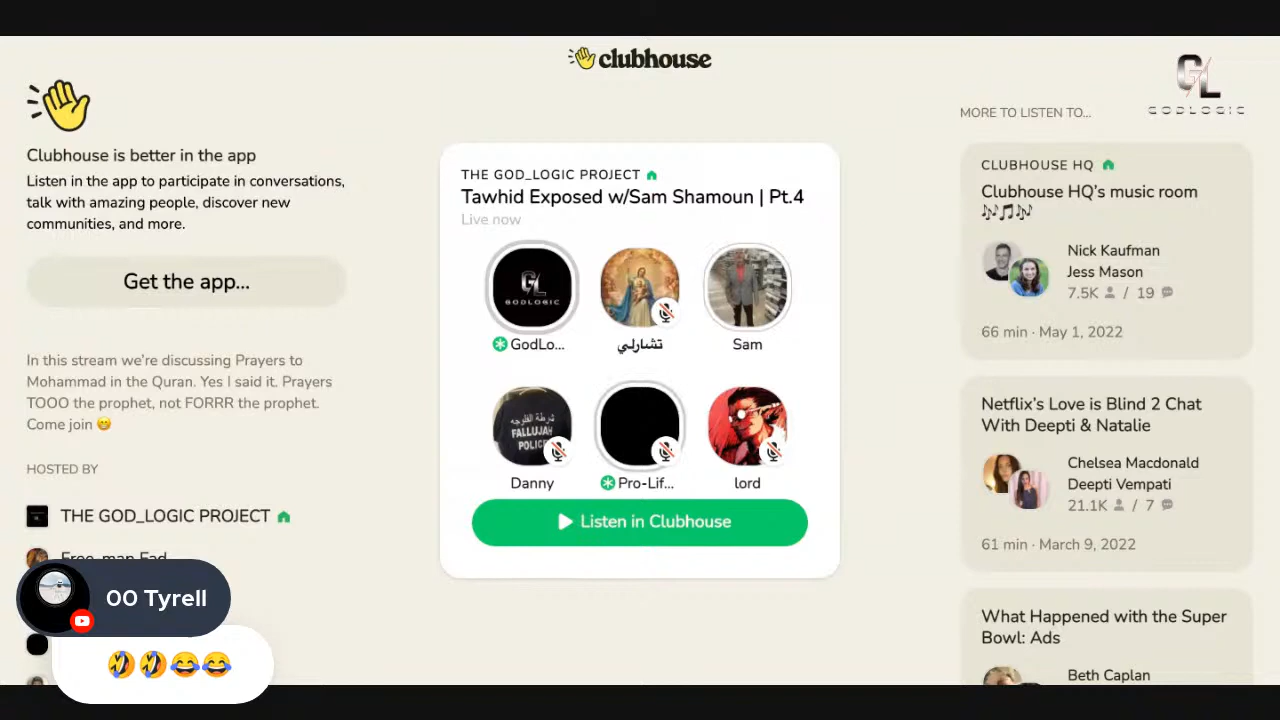 clubhouse
GL
GODLOGIC
Clubhouse is better in the app
Listen in the app to participate in conversations,
talk with amazing people, discover new
communities, and more.
Get the app...
In this stream we're discussing Prayers to
Mohammad in the Quran. Yes I said it. Prayers
TOOO the prophet, not FORRR the prophet.
Come join 😁
HOSTED BY
THE GOD_LOGIC PROJECT
Free-man Fad
00 Tyrell
🤣🤣😂😂
THE GOD_LOGIC PROJECT
Tawhid Exposed w/Sam Shamoun | Pt.4
Live now
GL
GODLOGIC
GodLo...
تشارلي
Sam
شرطة الفلوجه
FALLUJAH
POLICE
Danny
Pro-Lif...
lord
Listen in Clubhouse
MORE TO LISTEN TO...
CLUBHOUSE HQ
Clubhouse HQ's music room
🎶🎵🎶
Nick Kaufman
Jess Mason
7.5K / 19
66 min · May 1, 2022
Netflix's Love is Blind 2 Chat
With Deepti & Natalie
Chelsea Macdonald
Deepti Vempati
21.1K / 7
61 min · March 9, 2022
What Happened with the Super
Bowl: Ads
Beth Caplan